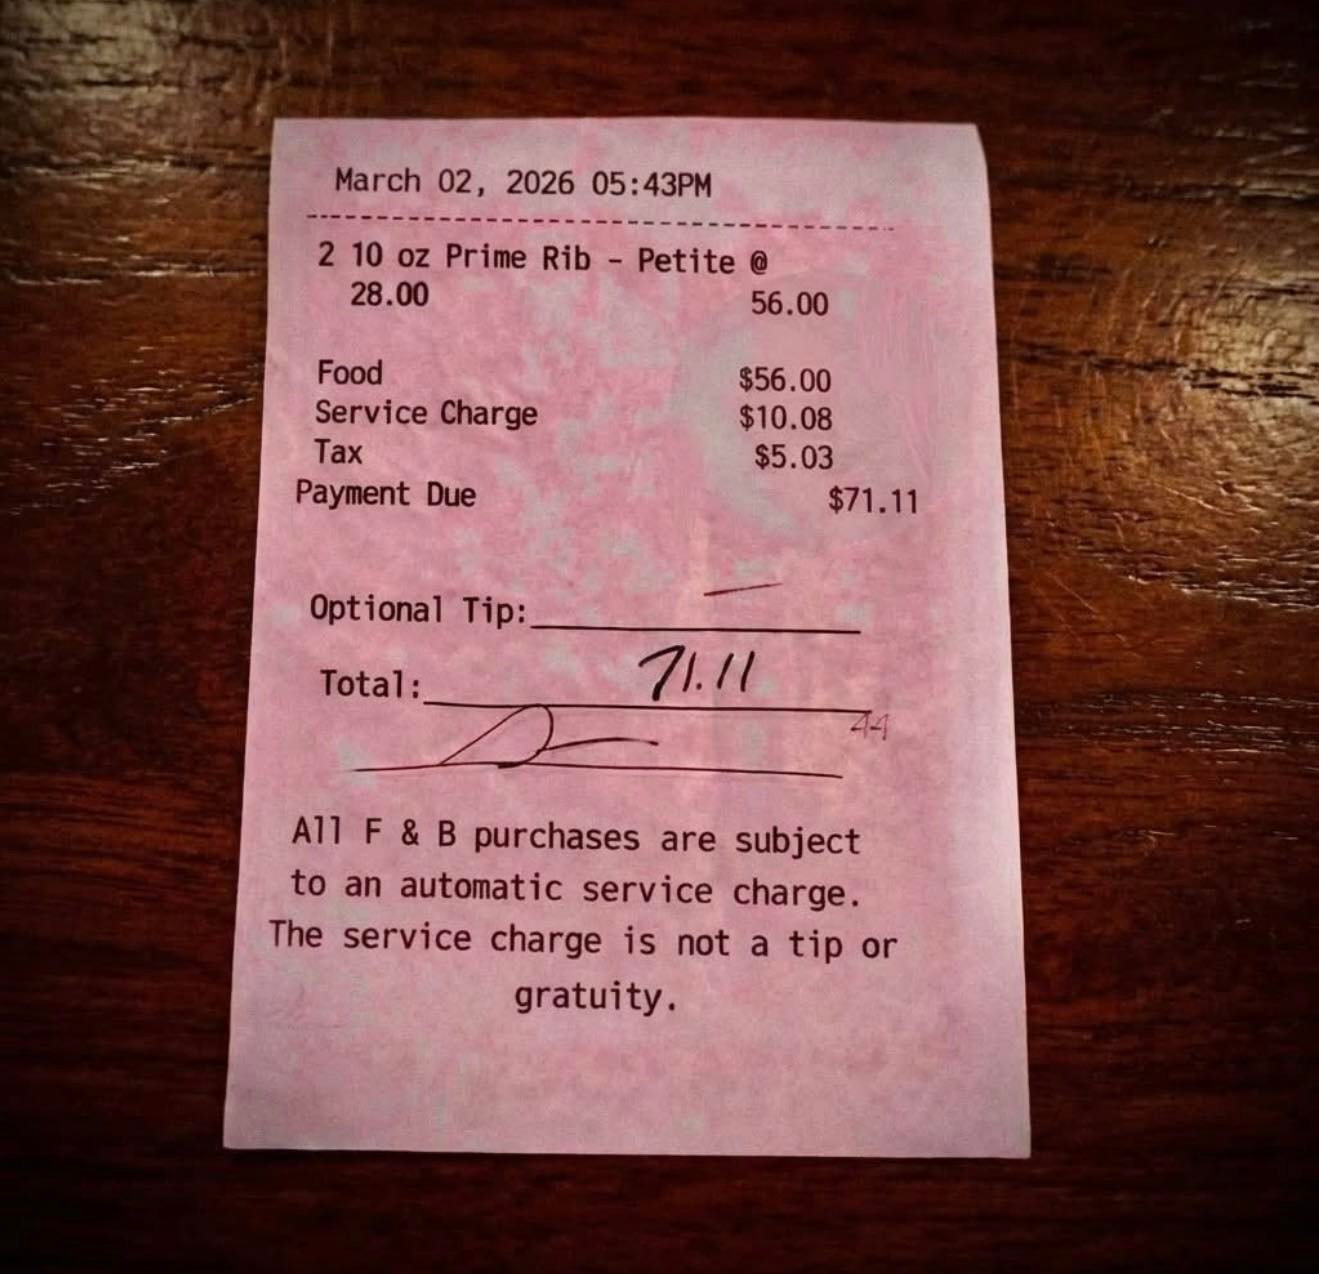 March 02, 2026 05:43PM
2 10 oz Prime Rib - Petite @
28.00 56.00
Food $56.00
Service Charge $10.08
Tax $5.03
Payment Due $71.11
Optional Tip: —
Total: 71.11
44
All F & B purchases are subject
to an automatic service charge.
The service charge is not a tip or
gratuity.